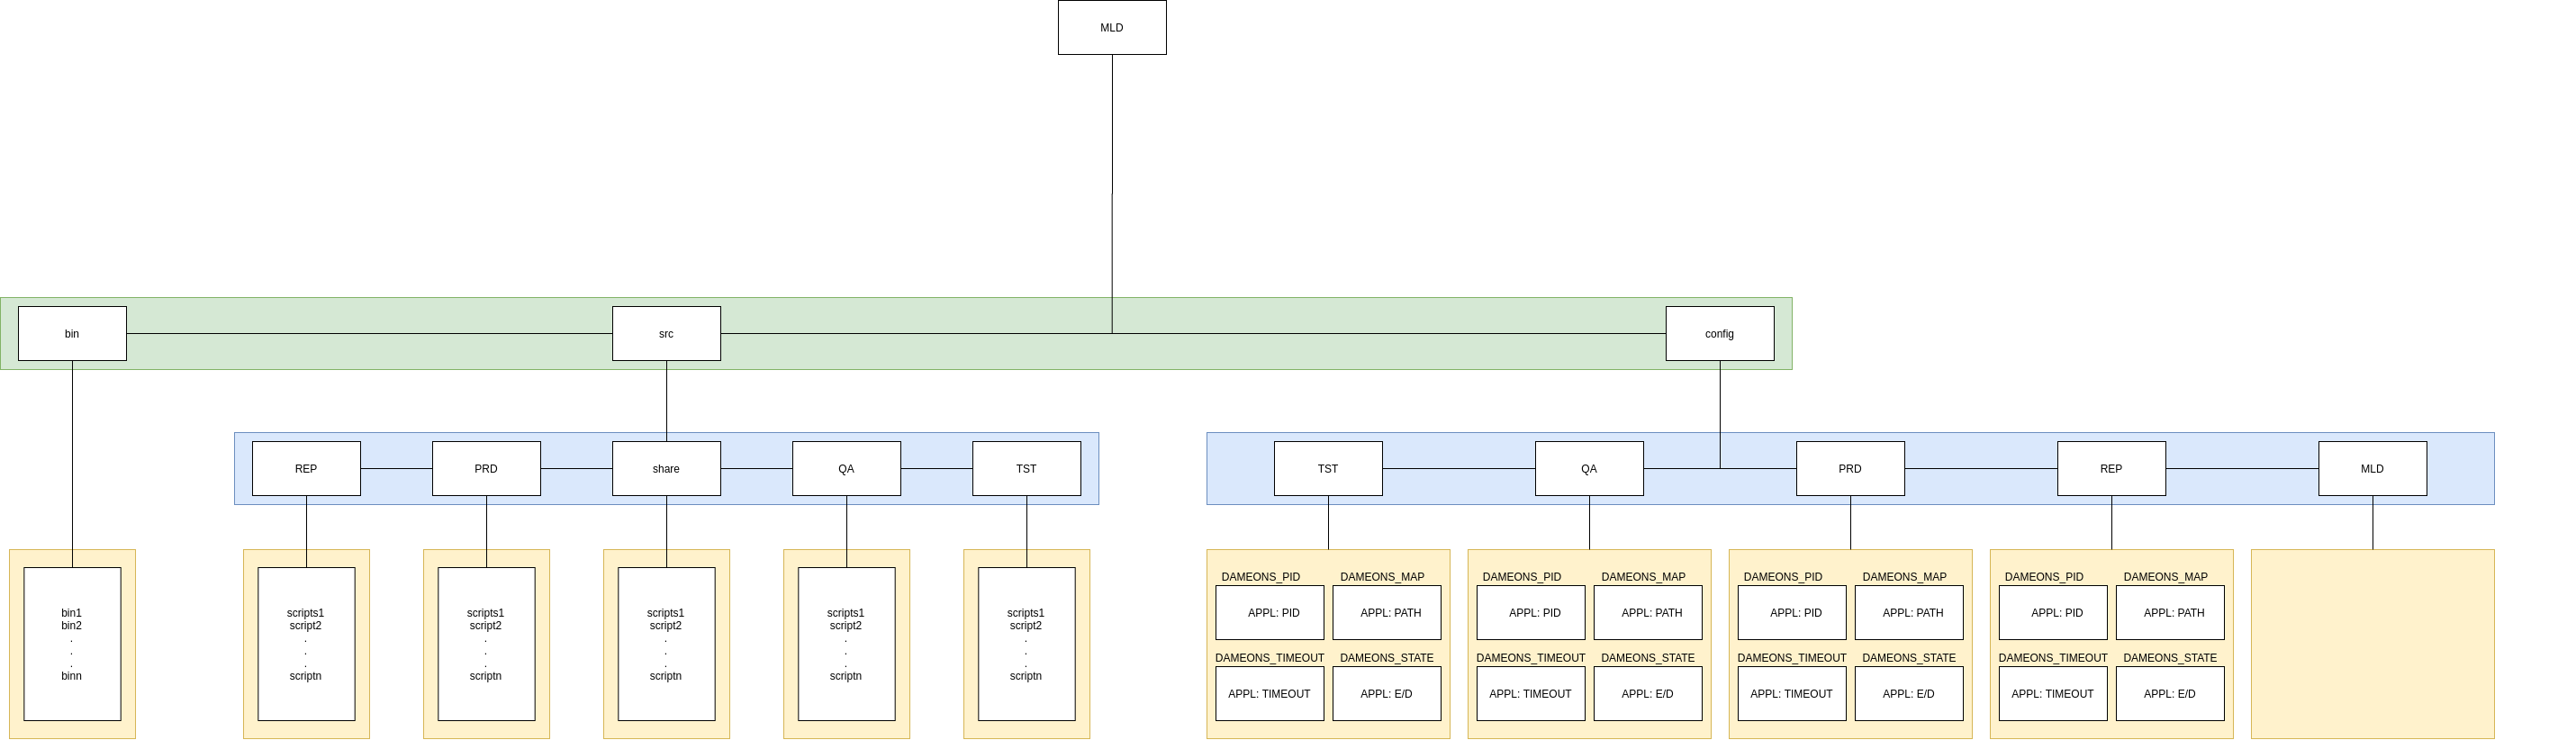 MLD
bin
src
config
REP
PRD
share
QA
TST
TST
QA
PRD
REP
MLD
bin1
bin2
.
.
.
binn
scripts1
script2
.
.
.
scriptn
scripts1
script2
.
.
.
scriptn
scripts1
script2
.
.
.
scriptn
scripts1
script2
.
.
.
scriptn
scripts1
script2
.
.
.
scriptn
DAMEONS_PID
DAMEONS_MAP
APPL: PID
APPL: PATH
DAMEONS_TIMEOUT
DAMEONS_STATE
APPL: TIMEOUT
APPL: E/D
DAMEONS_PID
DAMEONS_MAP
APPL: PID
APPL: PATH
DAMEONS_TIMEOUT
DAMEONS_STATE
APPL: TIMEOUT
APPL: E/D
DAMEONS_PID
DAMEONS_MAP
APPL: PID
APPL: PATH
DAMEONS_TIMEOUT
DAMEONS_STATE
APPL: TIMEOUT
APPL: E/D
DAMEONS_PID
DAMEONS_MAP
APPL: PID
APPL: PATH
DAMEONS_TIMEOUT
DAMEONS_STATE
APPL: TIMEOUT
APPL: E/D